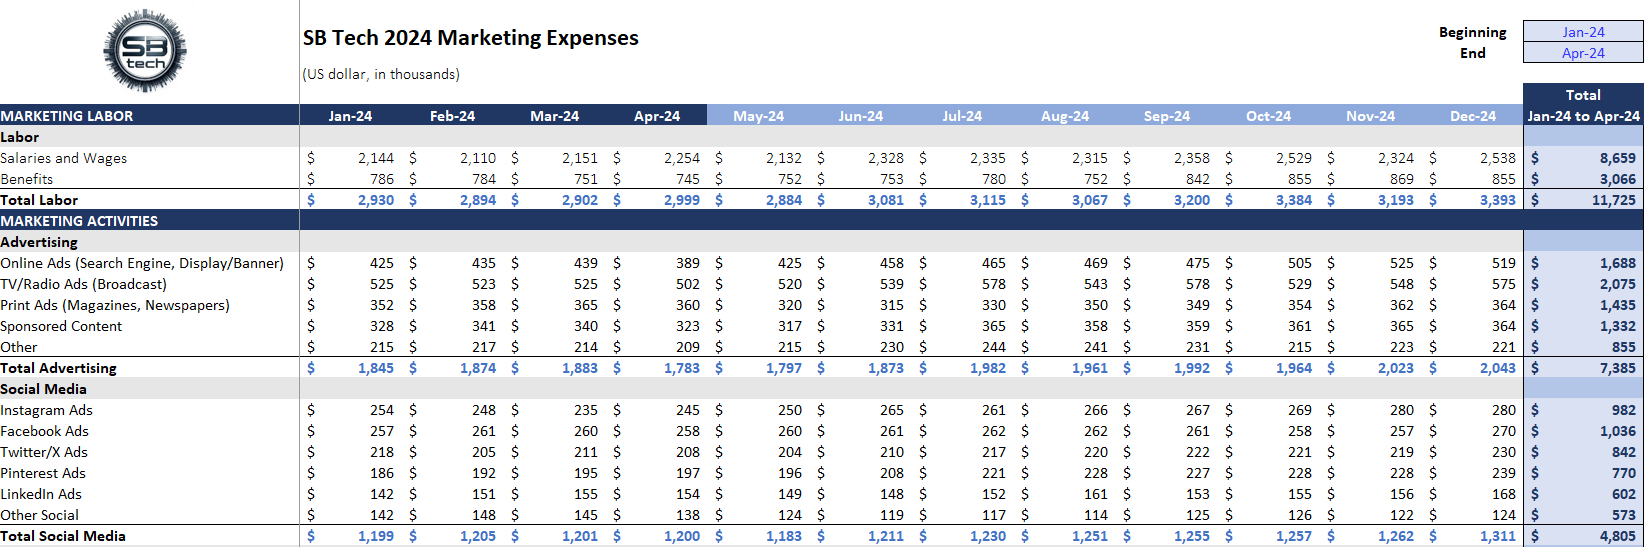 SB
tech
SB Tech 2024 Marketing Expenses
(US dollar, in thousands)
Beginning Jan-24
End Apr-24
Total
MARKETING LABOR Jan-24 Feb-24 Mar-24 Apr-24 May-24 Jun-24 Jul-24 Aug-24 Sep-24 Oct-24 Nov-24 Dec-24 Jan-24 to Apr-24
Labor
Salaries and Wages $ 2,144 $ 2,110 $ 2,151 $ 2,254 $ 2,132 $ 2,328 $ 2,335 $ 2,315 $ 2,358 $ 2,529 $ 2,324 $ 2,538 $ 8,659
Benefits $ 786 $ 784 $ 751 $ 745 $ 752 $ 753 $ 780 $ 752 $ 842 $ 855 $ 869 $ 855 $ 3,066
Total Labor $ 2,930 $ 2,894 $ 2,902 $ 2,999 $ 2,884 $ 3,081 $ 3,115 $ 3,067 $ 3,200 $ 3,384 $ 3,193 $ 3,393 $ 11,725
MARKETING ACTIVITIES
Advertising
Online Ads (Search Engine, Display/Banner) $ 425 $ 435 $ 439 $ 389 $ 425 $ 458 $ 465 $ 469 $ 475 $ 505 $ 525 $ 519 $ 1,688
TV/Radio Ads (Broadcast) $ 525 $ 523 $ 525 $ 502 $ 520 $ 539 $ 578 $ 543 $ 578 $ 529 $ 548 $ 575 $ 2,075
Print Ads (Magazines, Newspapers) $ 352 $ 358 $ 365 $ 360 $ 320 $ 315 $ 330 $ 350 $ 349 $ 354 $ 362 $ 364 $ 1,435
Sponsored Content $ 328 $ 341 $ 340 $ 323 $ 317 $ 331 $ 365 $ 358 $ 359 $ 361 $ 365 $ 364 $ 1,332
Other $ 215 $ 217 $ 214 $ 209 $ 215 $ 230 $ 244 $ 241 $ 231 $ 215 $ 223 $ 221 $ 855
Total Advertising $ 1,845 $ 1,874 $ 1,883 $ 1,783 $ 1,797 $ 1,873 $ 1,982 $ 1,961 $ 1,992 $ 1,964 $ 2,023 $ 2,043 $ 7,385
Social Media
Instagram Ads $ 254 $ 248 $ 235 $ 245 $ 250 $ 265 $ 261 $ 266 $ 267 $ 269 $ 280 $ 280 $ 982
Facebook Ads $ 257 $ 261 $ 260 $ 258 $ 260 $ 261 $ 262 $ 262 $ 261 $ 258 $ 257 $ 270 $ 1,036
Twitter/X Ads $ 218 $ 205 $ 211 $ 208 $ 204 $ 210 $ 217 $ 220 $ 222 $ 221 $ 219 $ 230 $ 842
Pinterest Ads $ 186 $ 192 $ 195 $ 197 $ 196 $ 208 $ 221 $ 228 $ 227 $ 228 $ 228 $ 239 $ 770
LinkedIn Ads $ 142 $ 151 $ 155 $ 154 $ 149 $ 148 $ 152 $ 161 $ 153 $ 155 $ 156 $ 168 $ 602
Other Social $ 142 $ 148 $ 145 $ 138 $ 124 $ 119 $ 117 $ 114 $ 125 $ 126 $ 122 $ 124 $ 573
Total Social Media $ 1,199 $ 1,205 $ 1,201 $ 1,200 $ 1,183 $ 1,211 $ 1,230 $ 1,251 $ 1,255 $ 1,257 $ 1,262 $ 1,311 $ 4,805